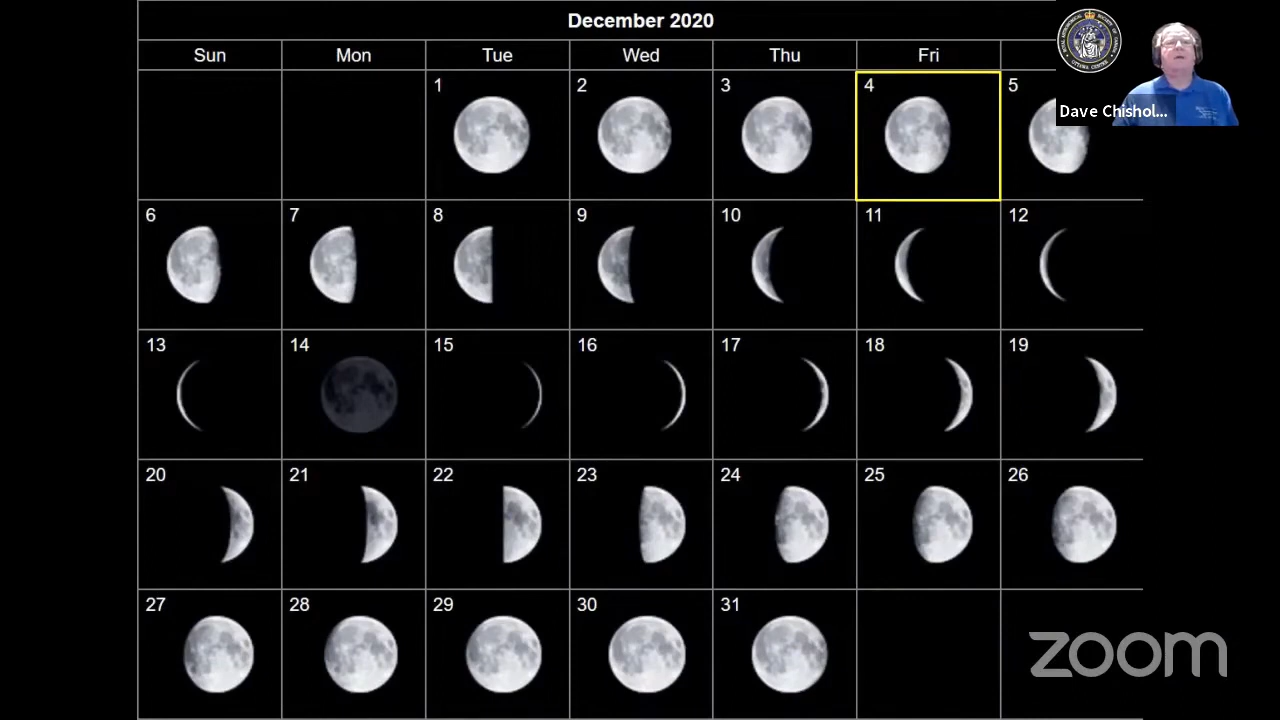 December 2020
Sun Mon Tue Wed Thu Fri
1 2 3 4 5
Dave Chishol...
6 7 8 9 10 11 12
13 14 15 16 17 18 19
20 21 22 23 24 25 26
27 28 29 30 31
zoom